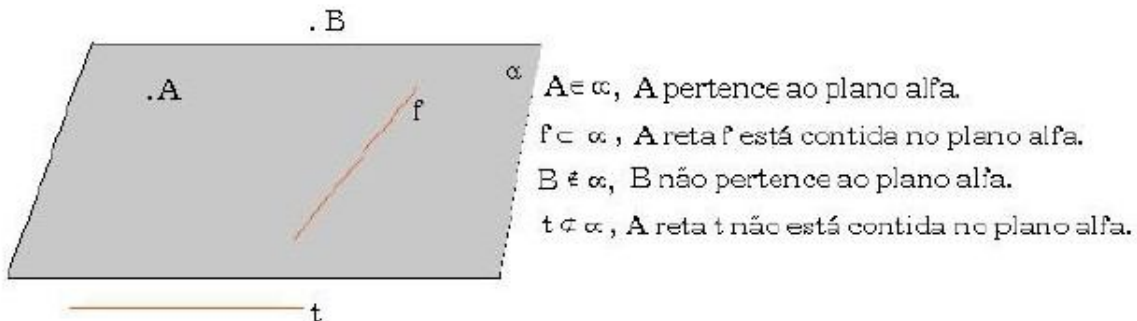 . B
α
.A
f
A ∈ α, A pertence ao plano alfa.
f ⊂ α, A reta f está contida no plano alfa.
B ∉ α, B não pertence ao plano alfa.
t ⊄ α, A reta t não está contida no plano alfa.
t